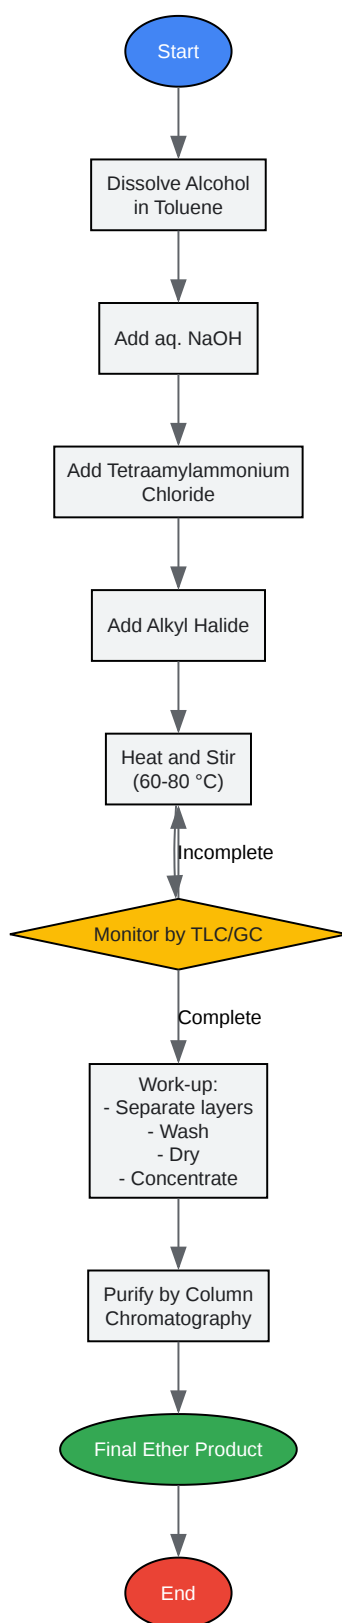 Start
Dissolve Alcohol
in Toluene
Add aq. NaOH
Add Tetraamylammonium
Chloride
Add Alkyl Halide
Heat and Stir
(60-80 °C)
Incomplete
Monitor by TLC/GC
Complete
Work-up:
- Separate layers
- Wash
- Dry
- Concentrate
Purify by Column
Chromatography
Final Ether Product
End